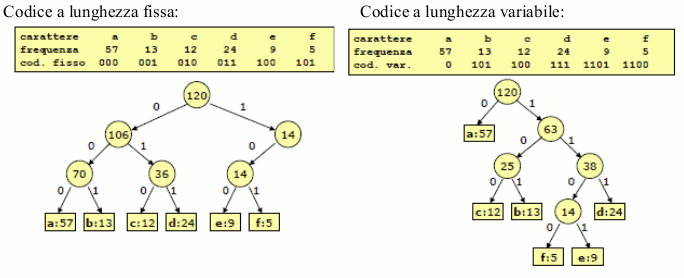 Codice a lunghezza fissa:
carattere a b c d e f
frequenza 57 13 12 24 9 5
cod. fisso 000 001 010 011 100 101
120
0 1
106 14
0 1 0
70 36 14
0 1 0 1 0 1
a:57 b:13 c:12 d:24 e:9 f:5
Codice a lunghezza variabile:
carattere a b c d e f
frequenza 57 13 12 24 9 5
cod. var. 0 101 100 111 1101 1100
120
0 1
a:57 63
0 1
25 38
0 1 0 1
c:12 b:13 14 d:24
0 1
f:5 e:9